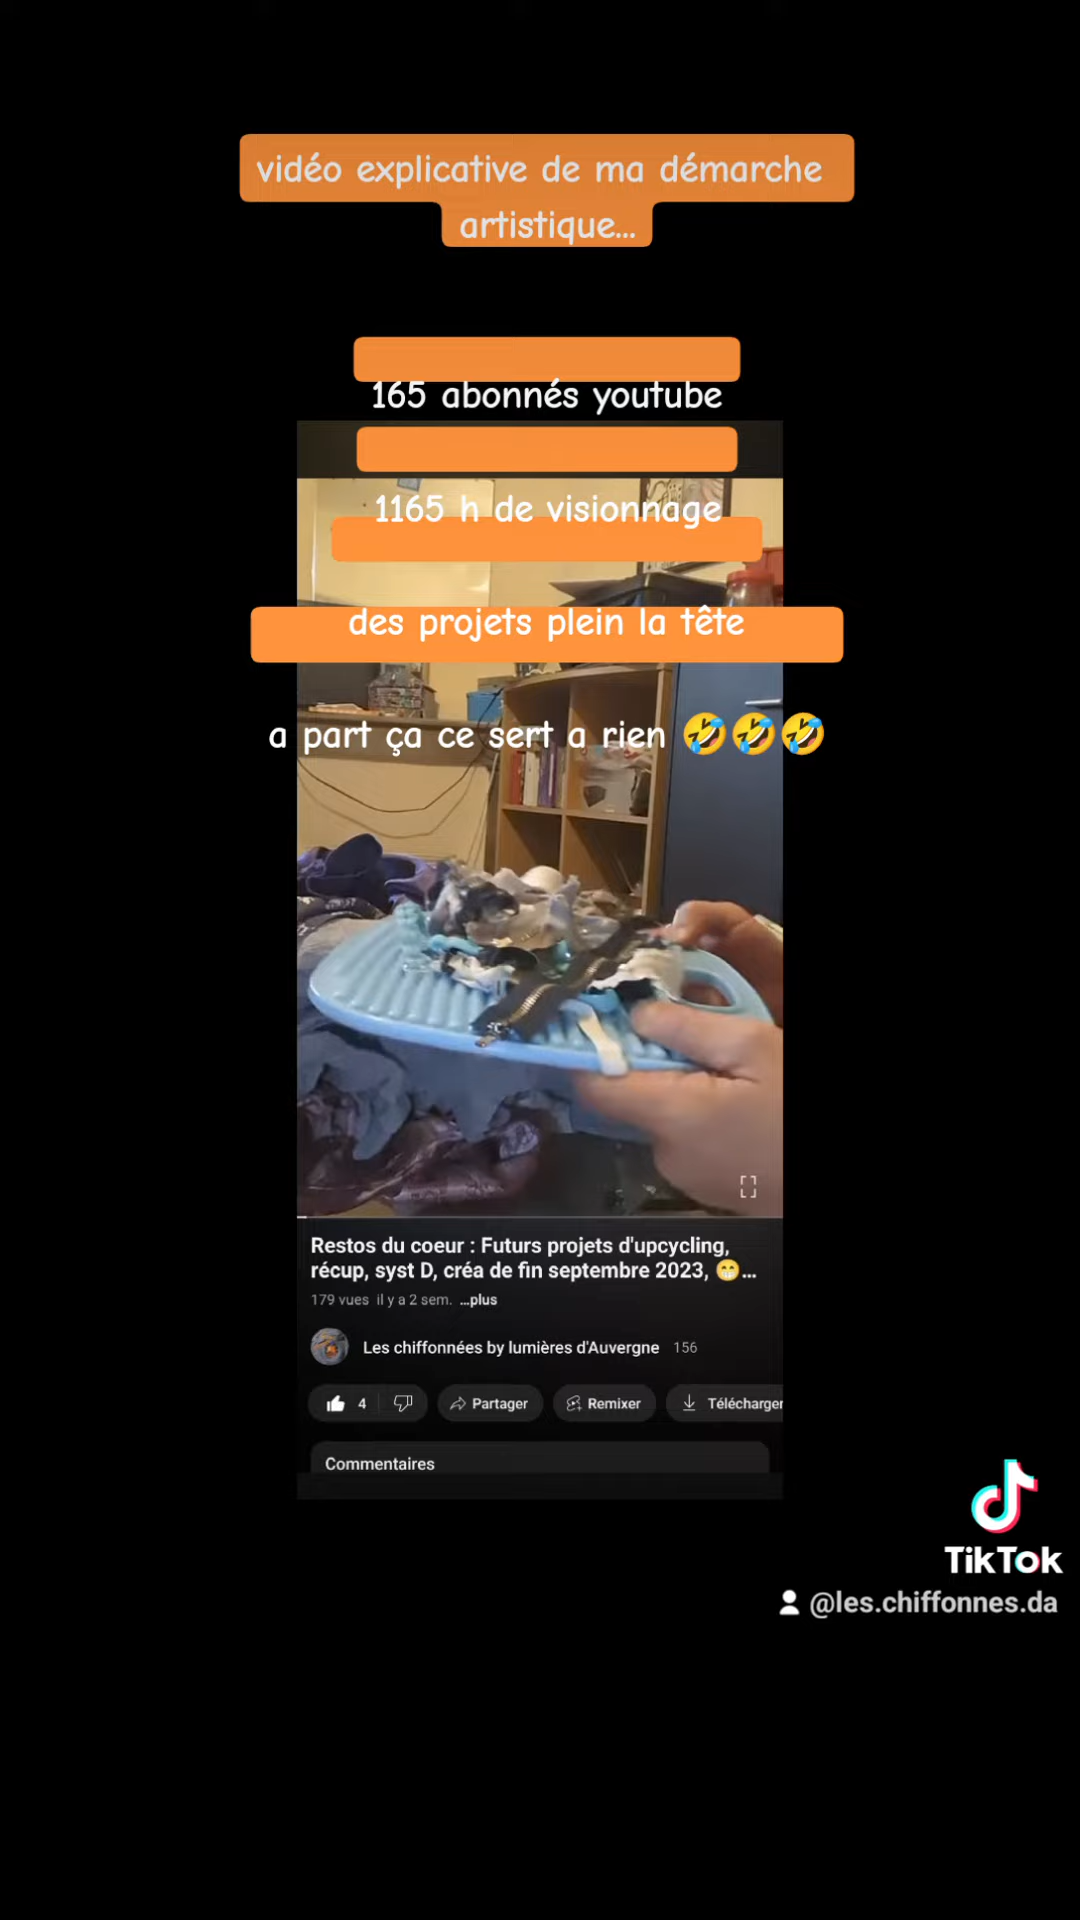 vidéo explicative de ma démarche
artistique...
165 abonnés youtube
1165 h de visionnage
des projets plein la tête
a part ça ce sert a rien 🤣🤣🤣
Restos du coeur : Futurs projets d'upcycling,
récup, syst D, créa de fin septembre 2023, 😁...
179 vues il y a 2 sem. ...plus
Les chiffonnées by lumières d'Auvergne 156
4 Partager Remixer Télécharger
Commentaires
TikTok
@les.chiffonnes.da